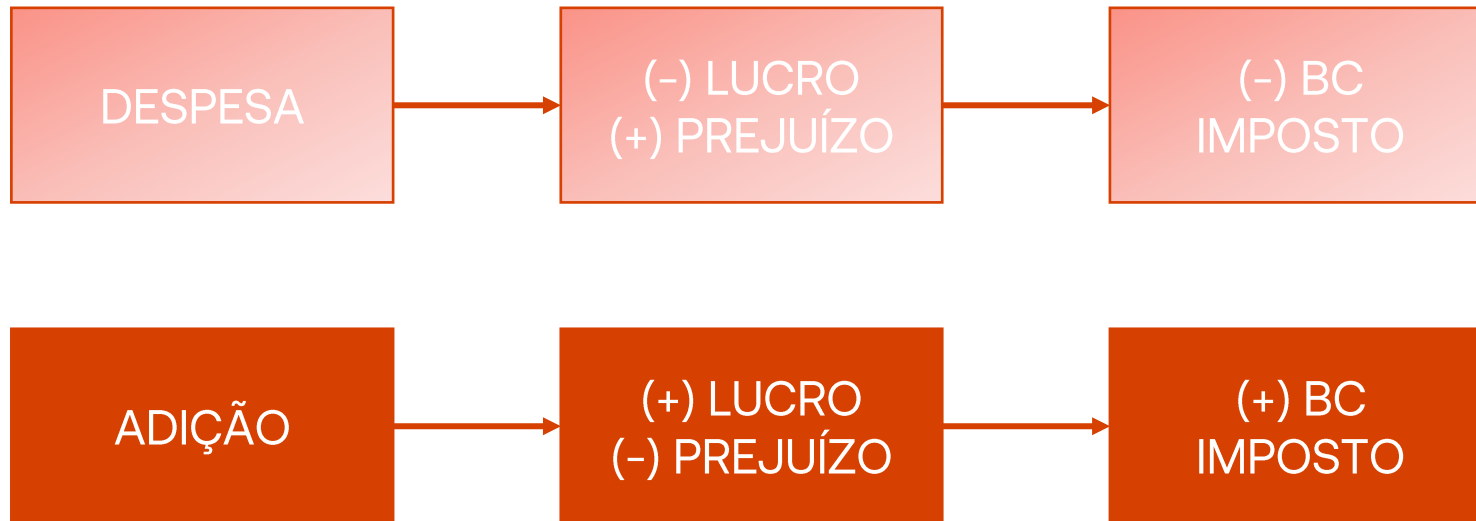 DESPESA
(-) LUCRO
(+) PREJUÍZO
(-) BC
IMPOSTO
ADIÇÃO
(+) LUCRO
(-) PREJUÍZO
(+) BC
IMPOSTO